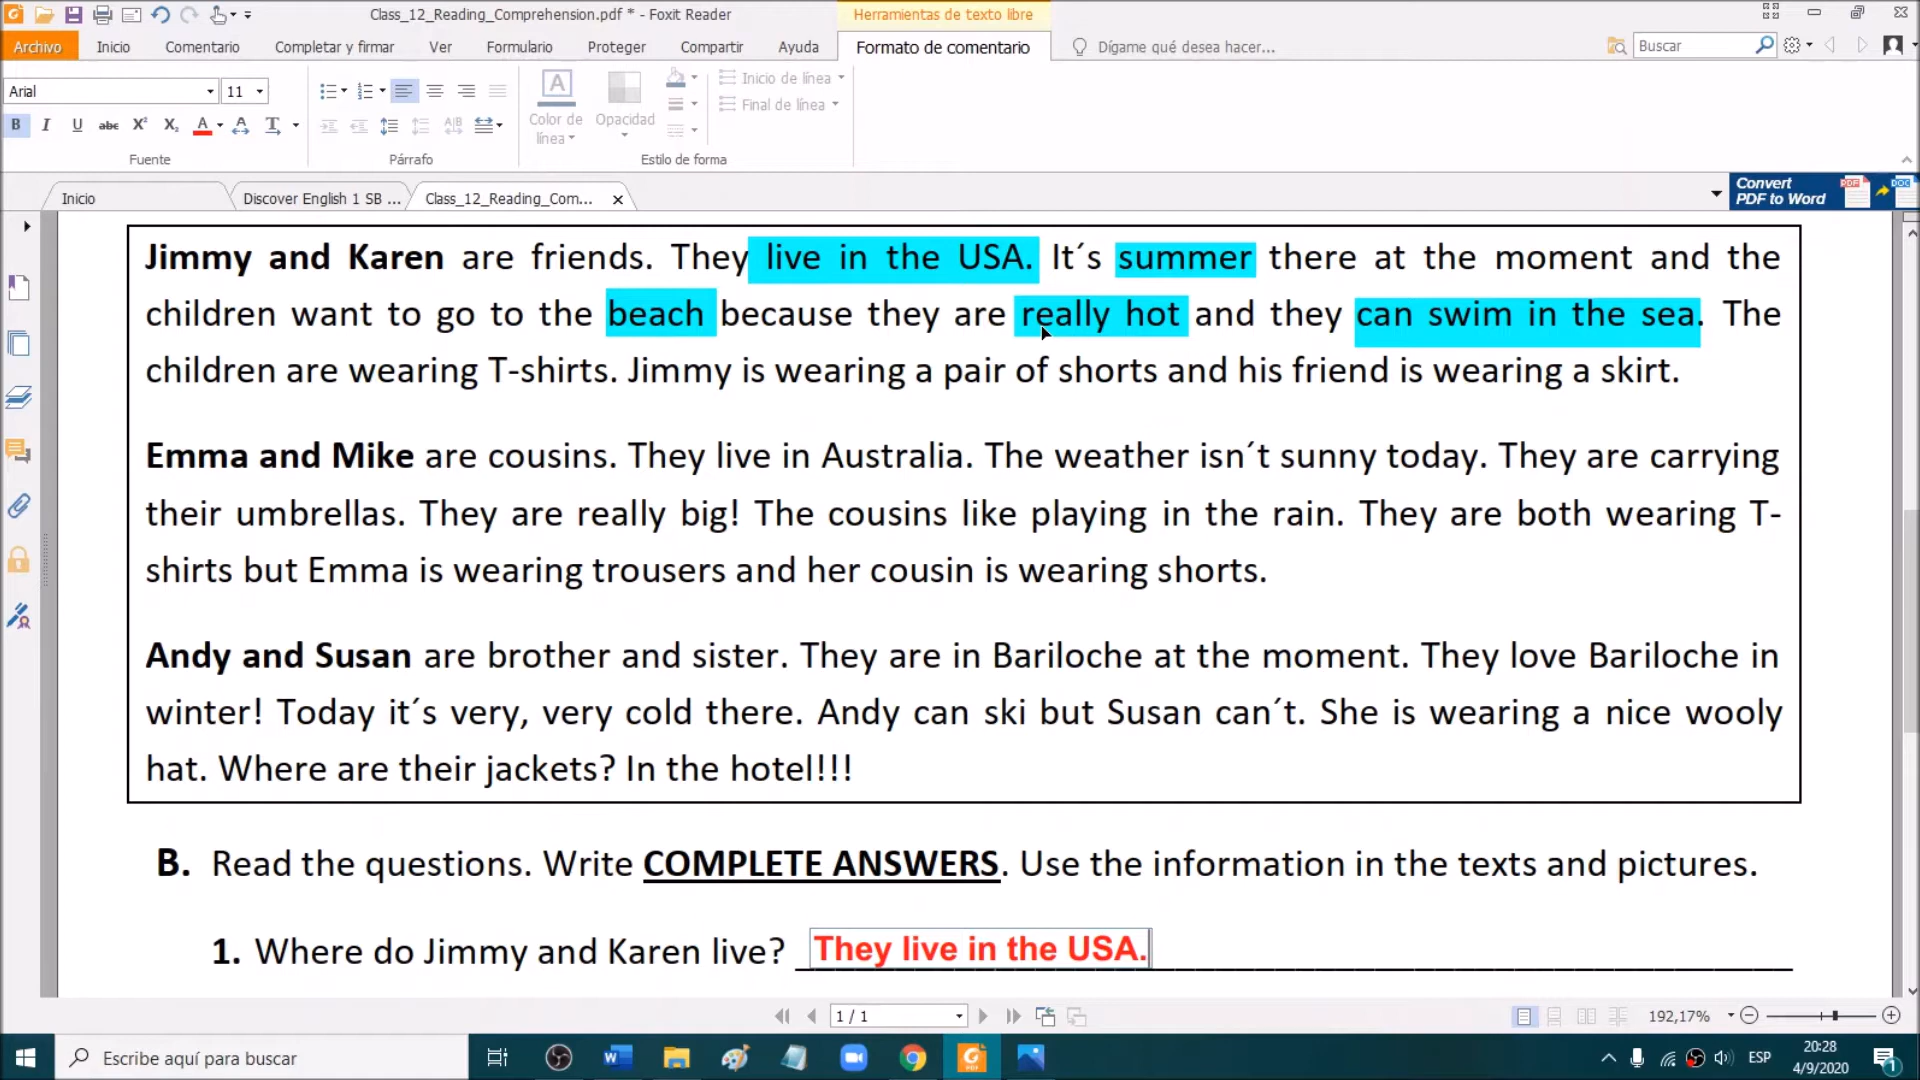 Class_12_Reading_Comprehension.pdf * - Foxit Reader
Herramientas de texto libre
Archivo Inicio Comentario Completar y firmar Ver Formulario Proteger Compartir Ayuda Formato de comentario Dígame qué desea hacer... Buscar
Arial 11
Inicio de línea
Final de línea
Color de línea
Opacidad
Fuente Párrafo Estilo de forma
Inicio Discover English 1 SB ... Class_12_Reading_Com...
Convert
PDF to Word
Jimmy and Karen are friends. They live in the USA. It´s summer there at the moment and the
children want to go to the beach because they are really hot and they can swim in the sea. The
children are wearing T-shirts. Jimmy is wearing a pair of shorts and his friend is wearing a skirt.
Emma and Mike are cousins. They live in Australia. The weather isn´t sunny today. They are carrying
their umbrellas. They are really big! The cousins like playing in the rain. They are both wearing T-
shirts but Emma is wearing trousers and her cousin is wearing shorts.
Andy and Susan are brother and sister. They are in Bariloche at the moment. They love Bariloche in
winter! Today it´s very, very cold there. Andy can ski but Susan can´t. She is wearing a nice wooly
hat. Where are their jackets? In the hotel!!!
B. Read the questions. Write COMPLETE ANSWERS. Use the information in the texts and pictures.
1. Where do Jimmy and Karen live? They live in the USA.
1 / 1
192,17%
Escribe aquí para buscar
ESP
20:28
4/9/2020
1